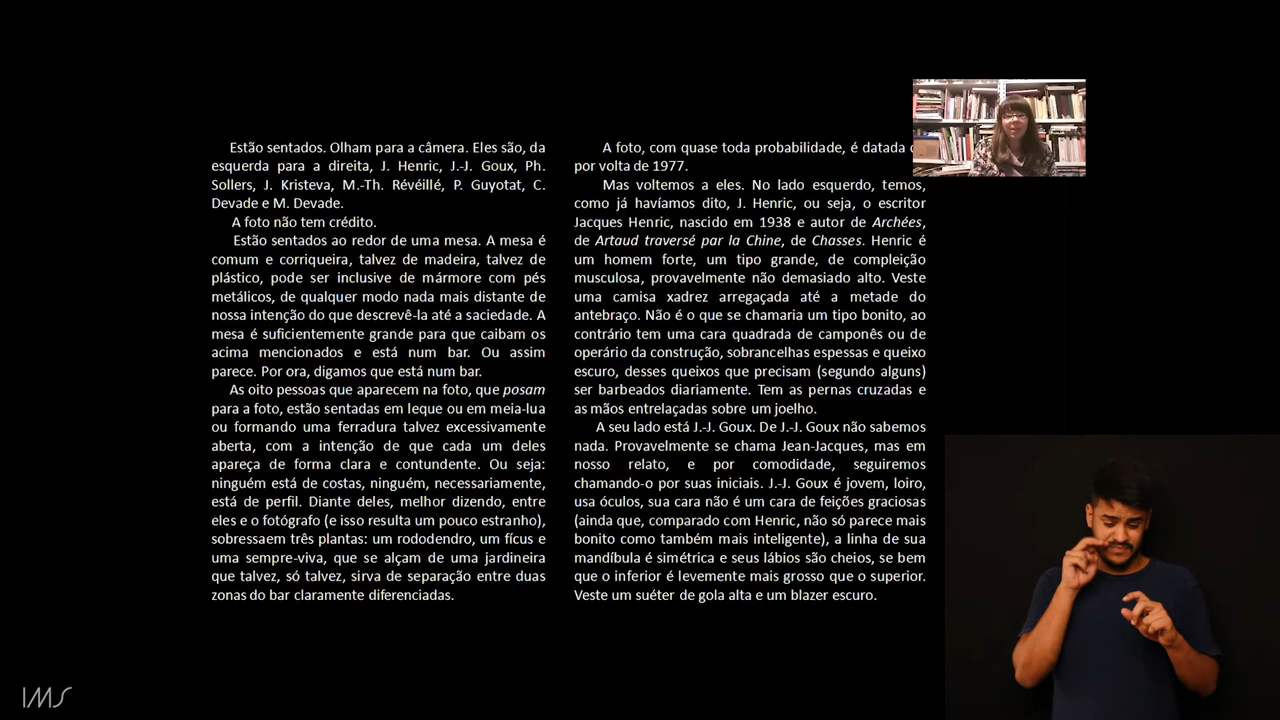 Estão sentados. Olham para a câmera. Eles são, da
esquerda para a direita, J. Henric, J.-J. Goux, Ph.
Sollers, J. Kristeva, M.-Th. Révéillé, P. Guyotat, C.
Devade e M. Devade.
A foto não tem crédito.
Estão sentados ao redor de uma mesa. A mesa é
comum e corriqueira, talvez de madeira, talvez de
plástico, pode ser inclusive de mármore com pés
metálicos, de qualquer modo nada mais distante de
nossa intenção do que descrevê-la até a saciedade. A
mesa é suficientemente grande para que caibam os
acima mencionados e está num bar. Ou assim
parece. Por ora, digamos que está num bar.
As oito pessoas que aparecem na foto, que posam
para a foto, estão sentadas em leque ou em meia-lua
ou formando uma ferradura talvez excessivamente
aberta, com a intenção de que cada um deles
apareça de forma clara e contundente. Ou seja:
ninguém está de costas, ninguém, necessariamente,
está de perfil. Diante deles, melhor dizendo, entre
eles e o fotógrafo (e isso resulta um pouco estranho),
sobressaem três plantas: um rododendro, um fícus e
uma sempre-viva, que se alçam de uma jardineira
que talvez, só talvez, sirva de separação entre duas
zonas do bar claramente diferenciadas.
A foto, com quase toda probabilidade, é datada
por volta de 1977.
Mas voltemos a eles. No lado esquerdo, temos,
como já havíamos dito, J. Henric, ou seja, o escritor
Jacques Henric, nascido em 1938 e autor de Archées,
de Artaud traversé par la Chine, de Chasses. Henric é
um homem forte, um tipo grande, de compleição
musculosa, provavelmente não demasiado alto. Veste
uma camisa xadrez arregaçada até a metade do
antebraço. Não é o que se chamaria um tipo bonito, ao
contrário tem uma cara quadrada de camponês ou de
operário da construção, sobrancelhas espessas e queixo
escuro, desses queixos que precisam (segundo alguns)
ser barbeados diariamente. Tem as pernas cruzadas e
as mãos entrelaçadas sobre um joelho.
A seu lado está J.-J. Goux. De J.-J. Goux não sabemos
nada. Provavelmente se chama Jean-Jacques, mas em
nosso relato, e por comodidade, seguiremos
chamando-o por suas iniciais. J.-J. Goux é jovem, loiro,
usa óculos, sua cara não é um cara de feições graciosas
(ainda que, comparado com Henric, não só parece mais
bonito como também mais inteligente), a linha de sua
mandíbula é simétrica e seus lábios são cheios, se bem
que o inferior é levemente mais grosso que o superior.
Veste um suéter de gola alta e um blazer escuro.
IMS